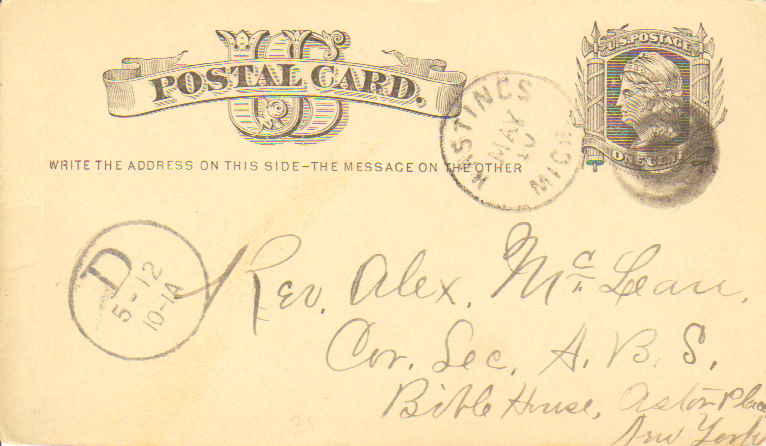 US
POSTAL CARD.
U.S. POSTAGE
ONE CENT
WRITE THE ADDRESS ON THIS SIDE–THE MESSAGE ON THE OTHER
HASTINGS
MAY
10
MICH
D
5-12
10-1A
Rev. Alex. McLean,
Cor. Sec. A. B. S.
Bible House, Astor Place
New York